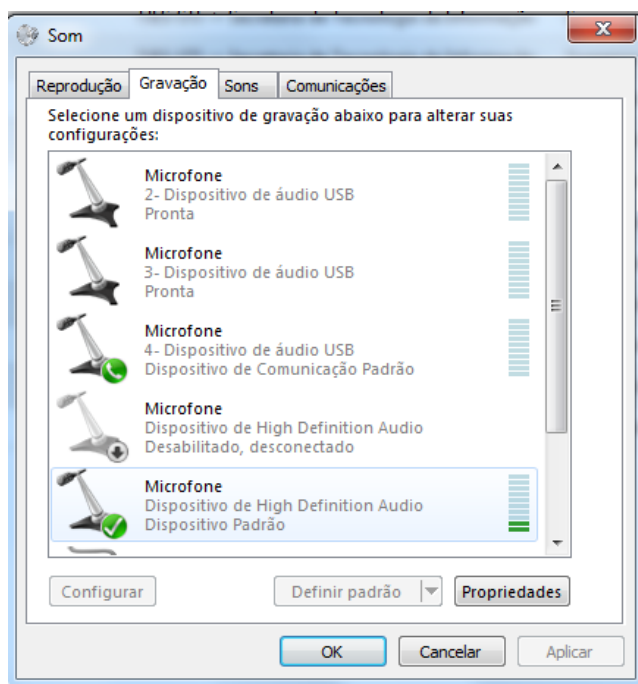 Som
Reprodução Gravação Sons Comunicações
Selecione um dispositivo de gravação abaixo para alterar suas
configurações:
Microfone
2- Dispositivo de áudio USB
Pronta
Microfone
3- Dispositivo de áudio USB
Pronta
Microfone
4- Dispositivo de áudio USB
Dispositivo de Comunicação Padrão
Microfone
Dispositivo de High Definition Audio
Desabilitado, desconectado
Microfone
Dispositivo de High Definition Audio
Dispositivo Padrão
Configurar Definir padrão Propriedades
OK Cancelar Aplicar